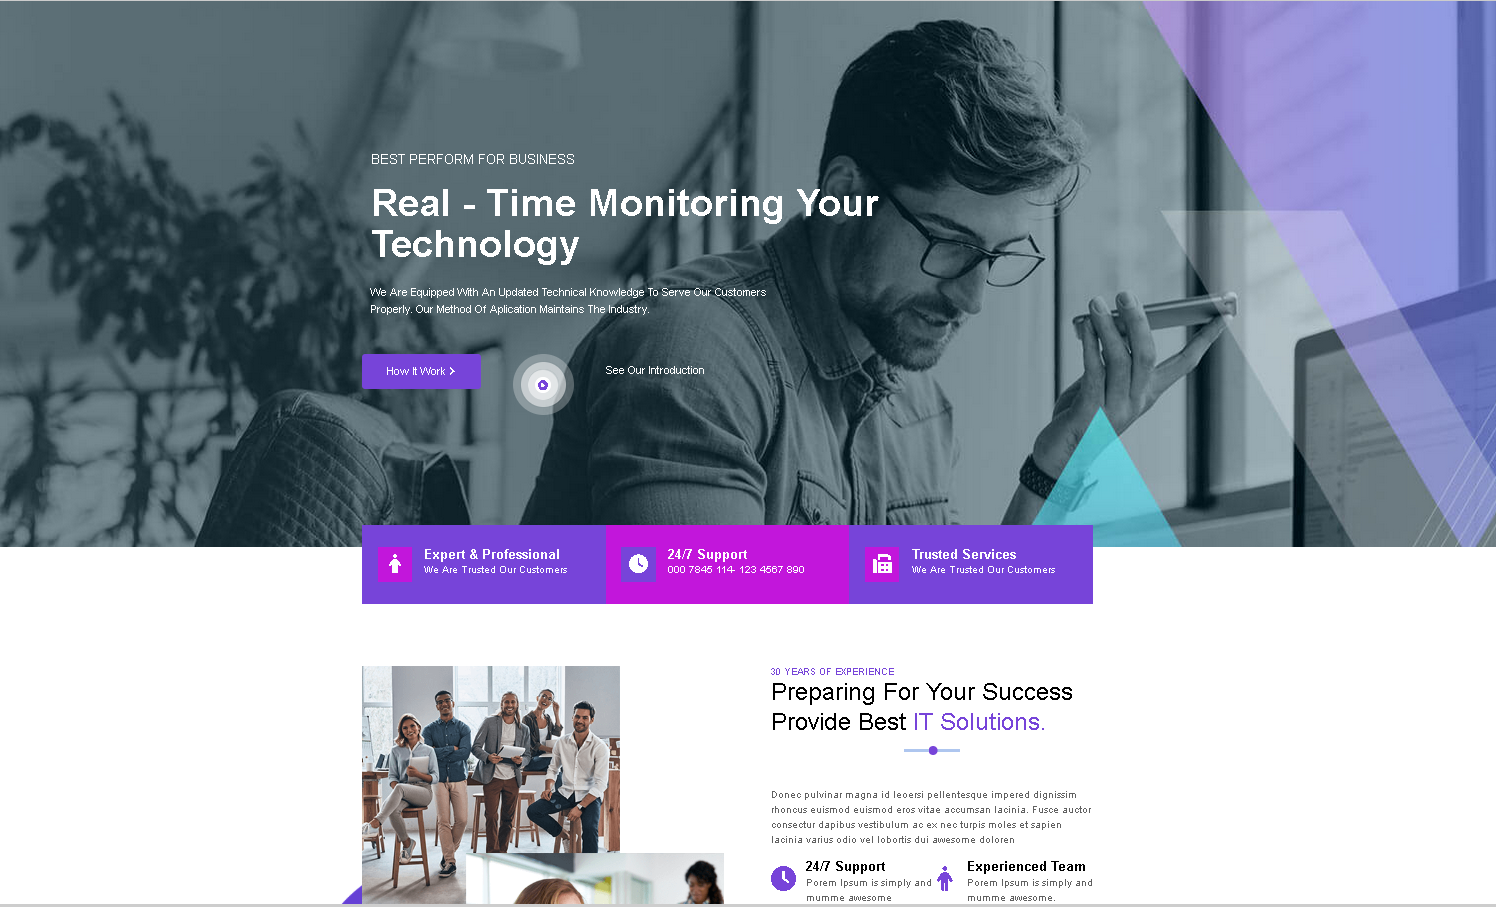 BEST PERFORM FOR BUSINESS
Real - Time Monitoring Your
Technology
We Are Equipped With An Updated Technical Knowledge To Serve Our Customers
Properly. Our Method Of Aplication Maintains The Industry.
How It Work
See Our Introduction
Expert & Professional
We Are Trusted Our Customers
24/7 Support
000 7845 114- 123 4567 890
Trusted Services
We Are Trusted Our Customers
30 YEARS OF EXPERIENCE
Preparing For Your Success
Provide Best IT Solutions.
Donec pulvinar magna id leoersi pellentesque impered dignissim
rhoncus euismod euismod eros vitae accumsan lacinia. Fusce auctor
consectur dapibus vestibulum ac ex nec turpis moles et sapien
lacinia varius odio vel lobortis dui awesome doloren
24/7 Support
Porem Ipsum is simply and
mumme awesome
Experienced Team
Porem Ipsum is simply and
mumme awesome.